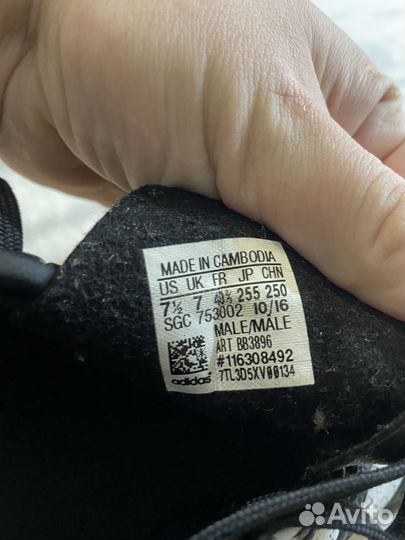 MADE IN CAMBODIA
US UK FR JP CHN
7½ 7 40⅔ 255 250
SGC 753002 10/16
MALE/MÂLE
ART BB3896
#116308492
adidas 7TL3D5XV00134
Avito